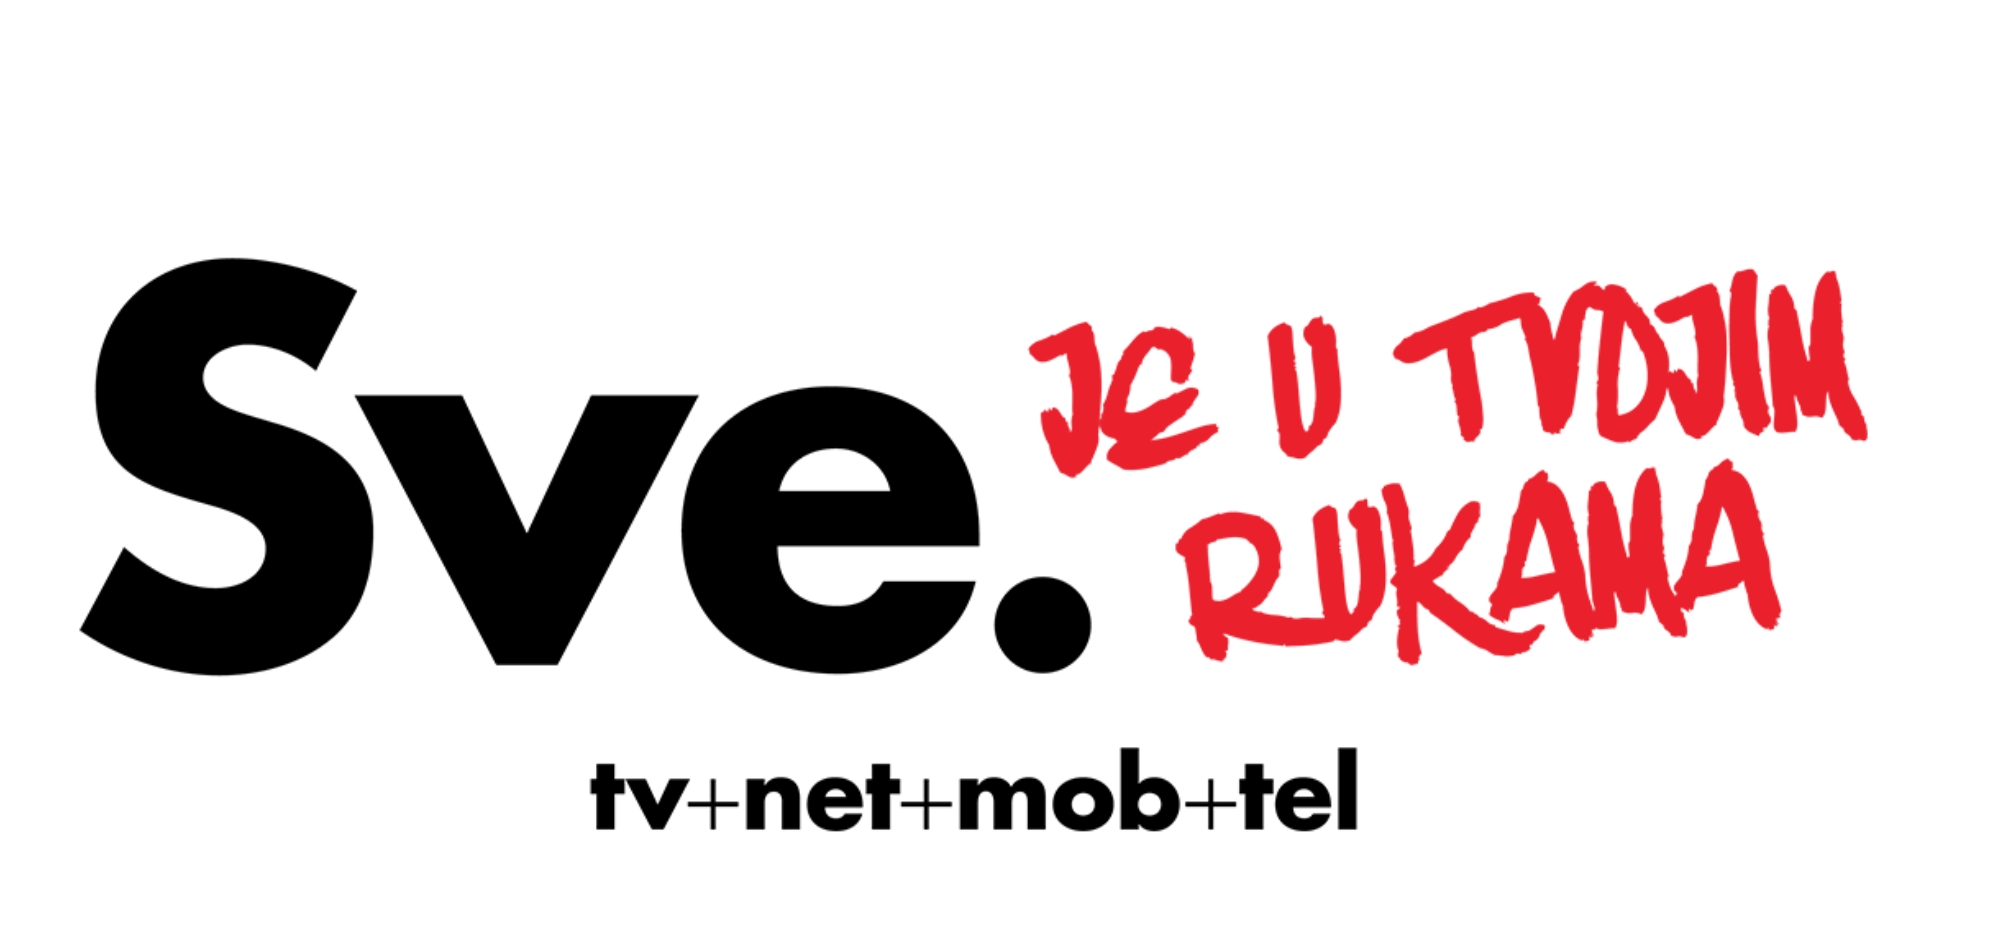 Sve.
JE U TVOJIM
RUKAMA
tv+net+mob+tel